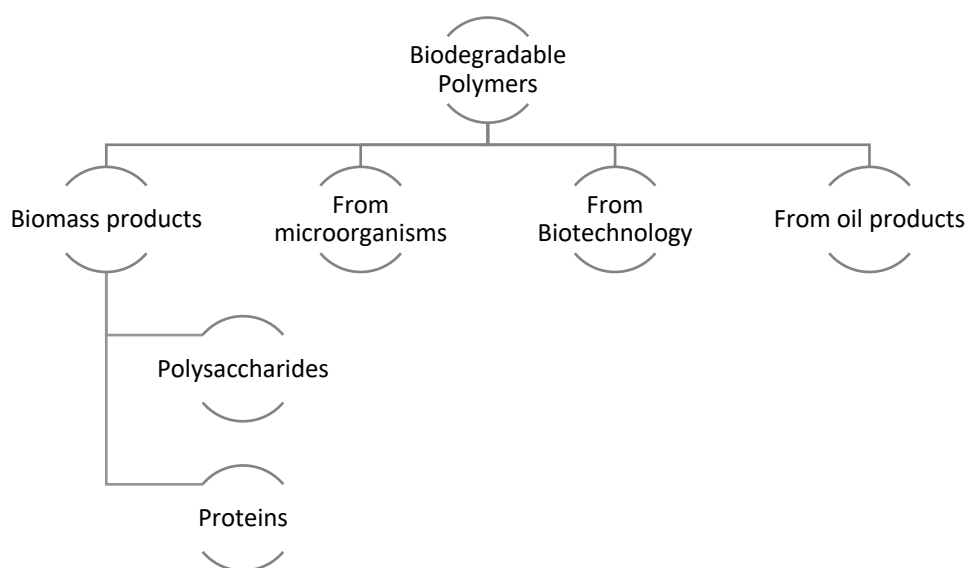 Biodegradable
Polymers
Biomass products
From
microorganisms
From
Biotechnology
From oil products
Polysaccharides
Proteins